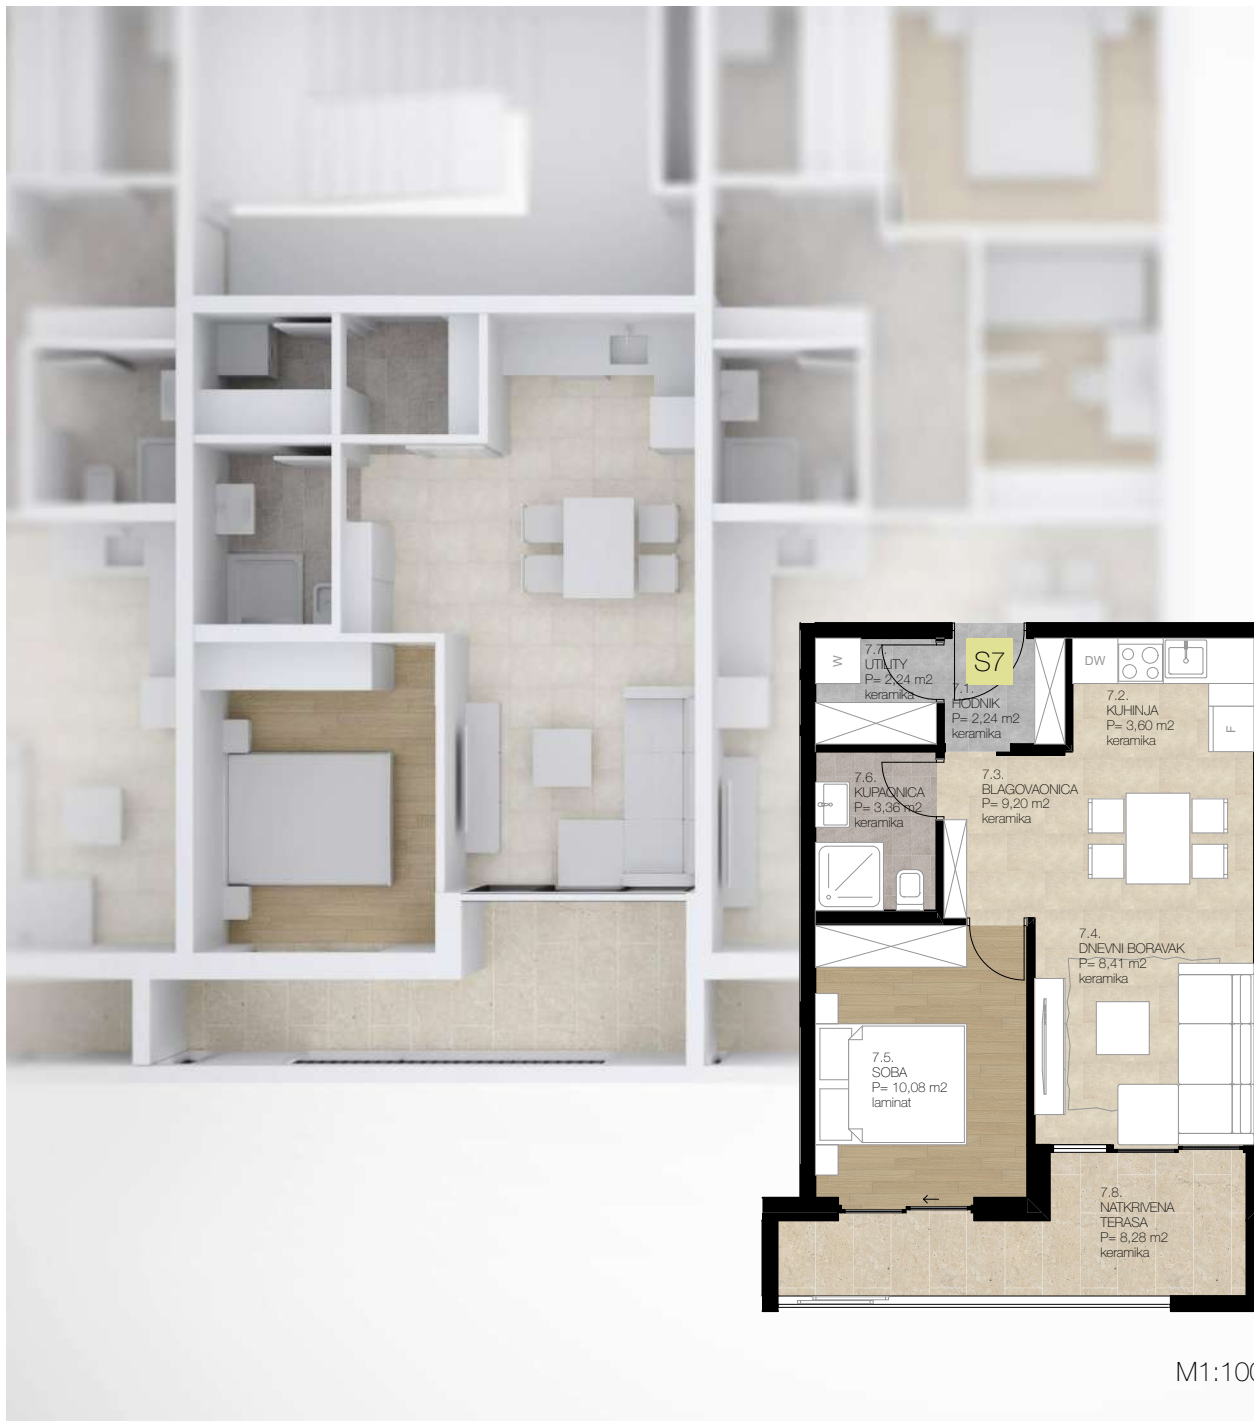 S7
W
7.7.
UTILITY
P= 2,24 m2
keramika
7.1.
HODNIK
P= 2,24 m2
keramika
DW
7.2.
KUHINJA
P= 3,60 m2
keramika
F
7.6.
KUPAONICA
P= 3,36 m2
keramika
7.3.
BLAGOVAONICA
P= 9,20 m2
keramika
7.4.
DNEVNI BORAVAK
P= 8,41 m2
keramika
7.5.
SOBA
P= 10,08 m2
laminat
7.8.
NATKRIVENA
TERASA
P= 8,28 m2
keramika
M1:100